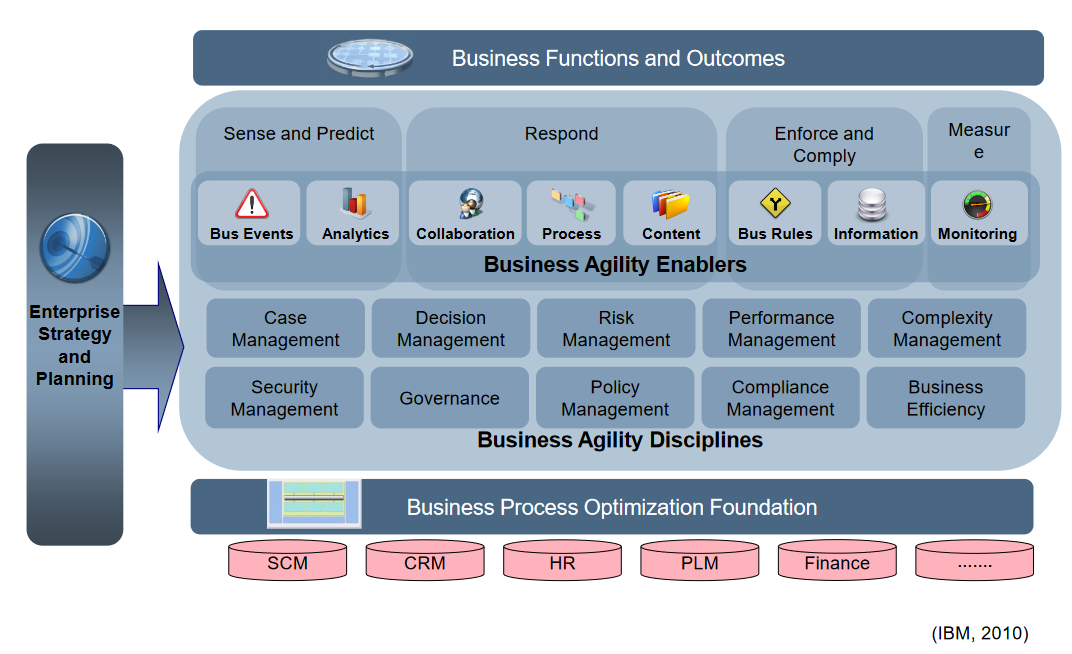 Business Functions and Outcomes
Sense and Predict
Respond
Enforce and
Comply
Measur
e
Bus Events
Analytics
Collaboration
Process
Content
Bus Rules
Information
Monitoring
Business Agility Enablers
Enterprise
Strategy
and
Planning
Case
Management
Decision
Management
Risk
Management
Performance
Management
Complexity
Management
Security
Management
Governance
Policy
Management
Compliance
Management
Business
Efficiency
Business Agility Disciplines
Business Process Optimization Foundation
SCM
CRM
HR
PLM
Finance
.......
(IBM, 2010)